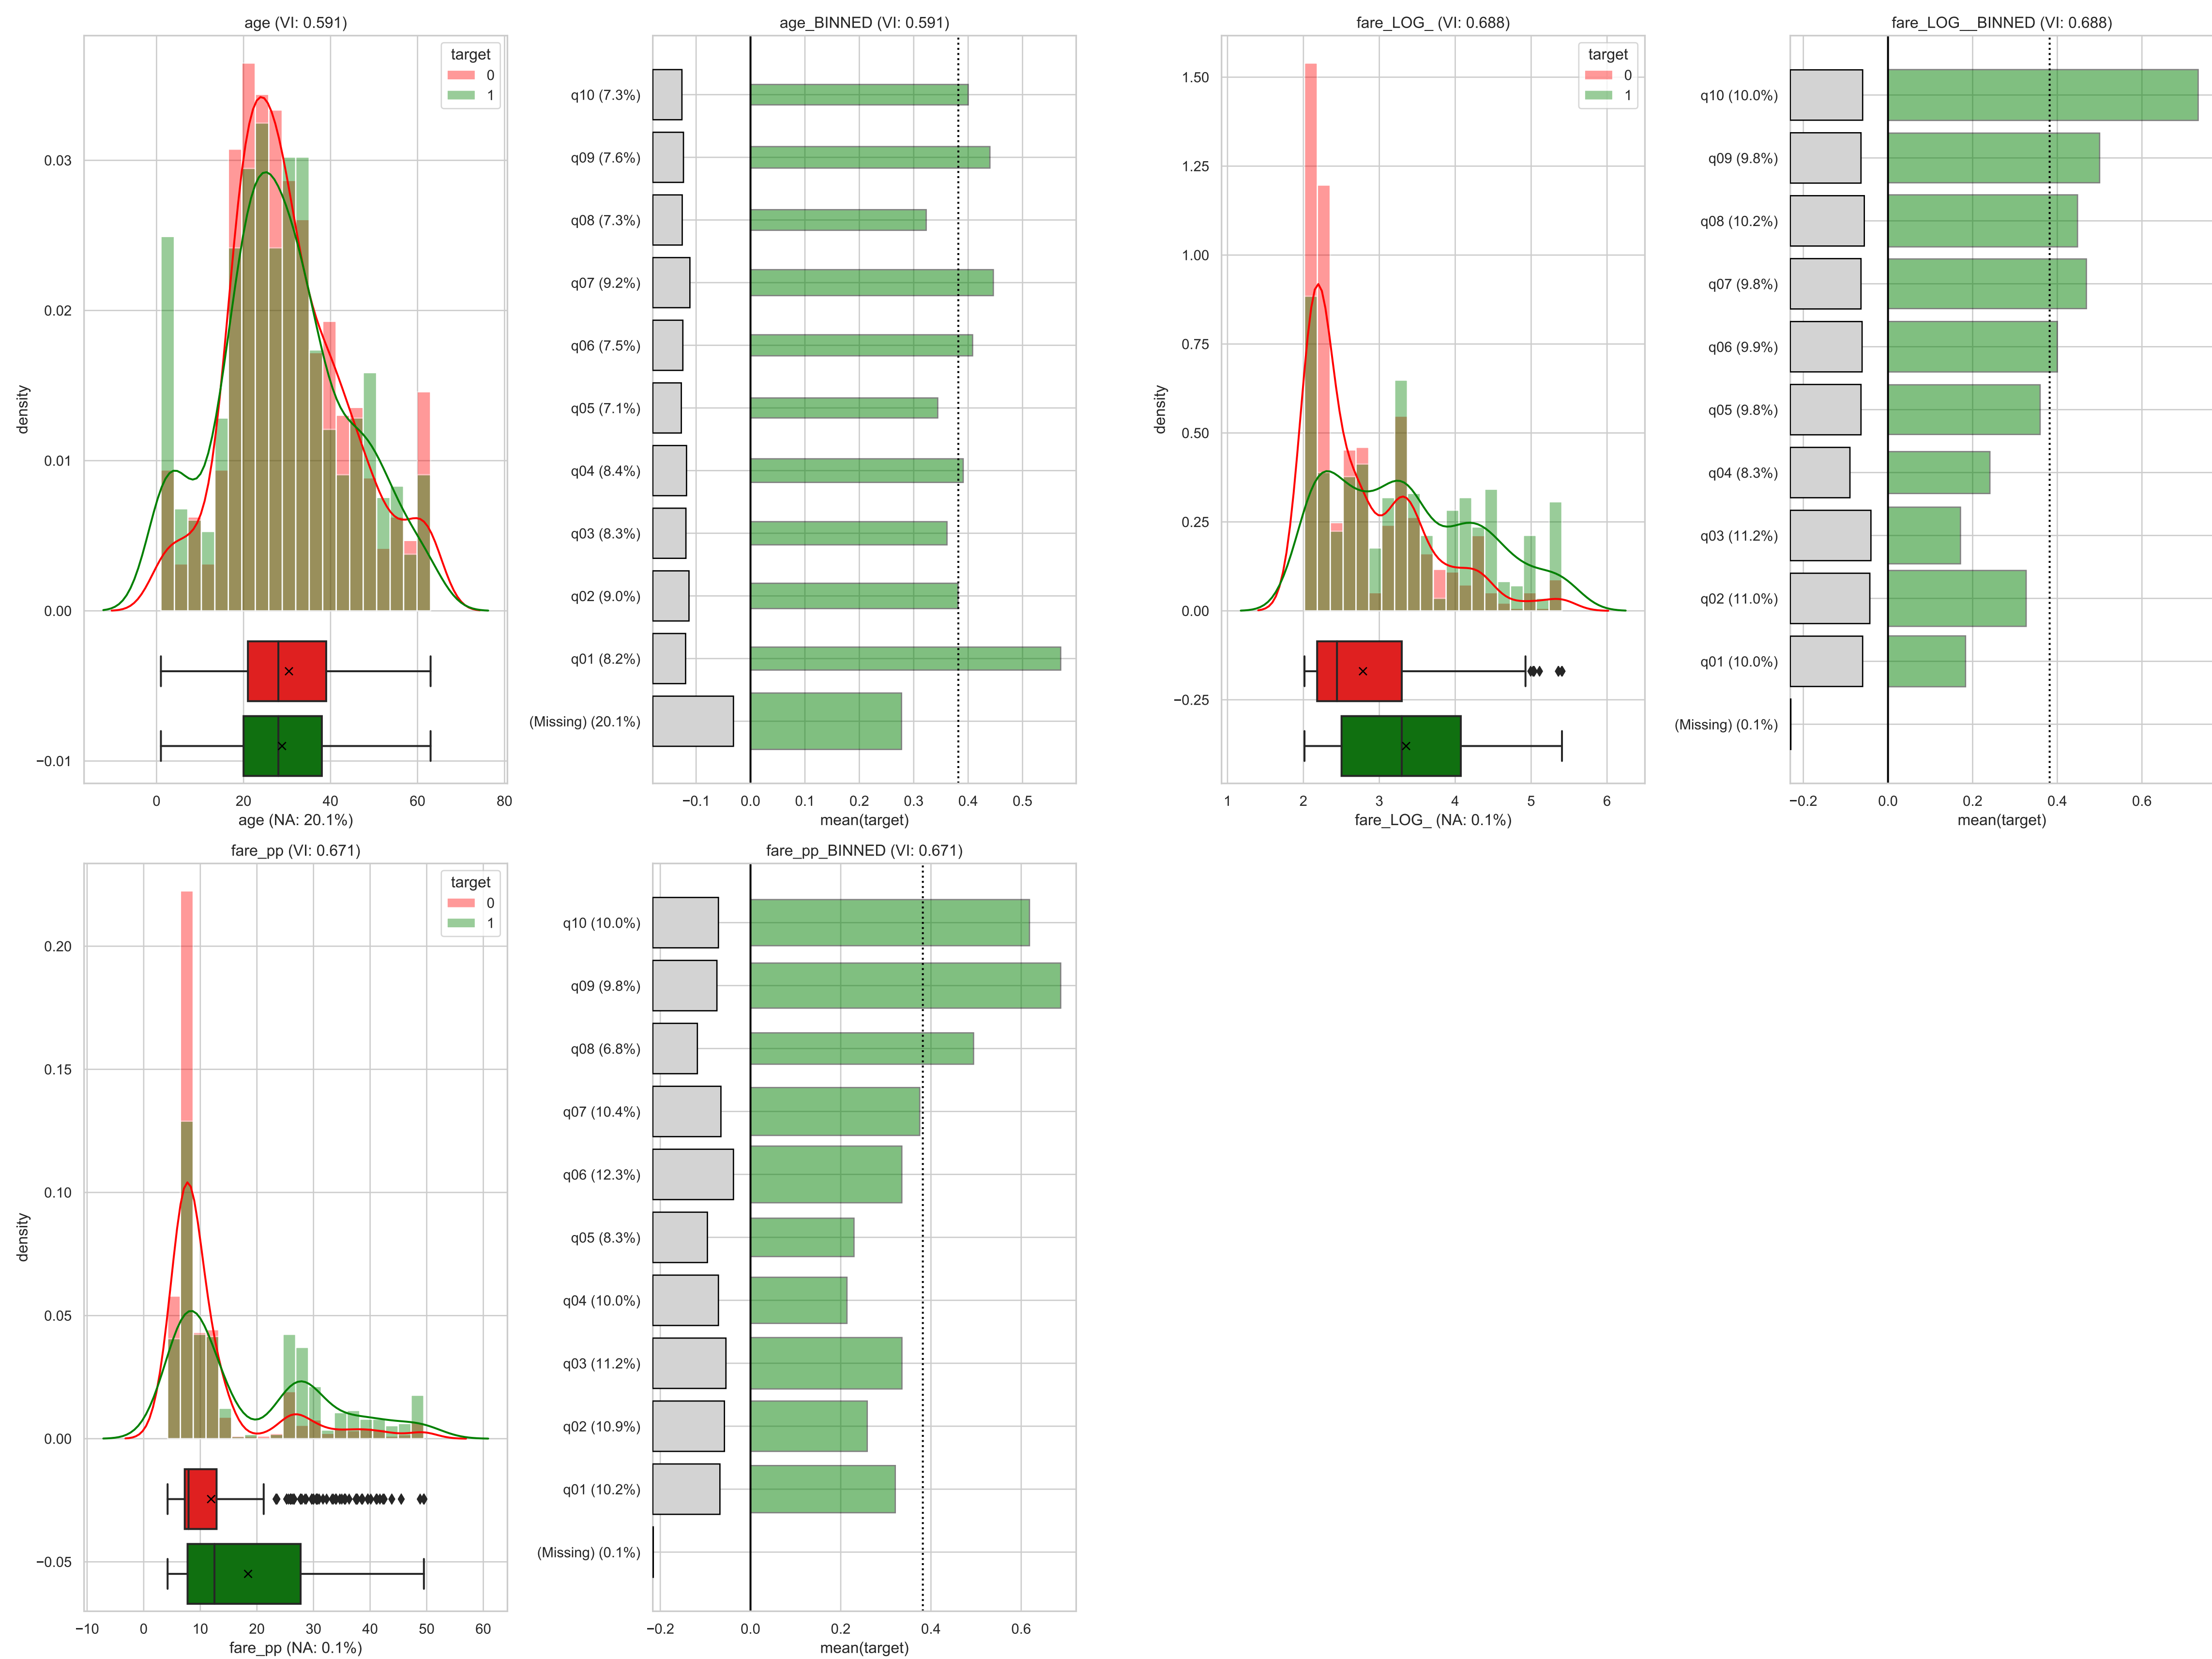 age (VI: 0.591)
target
0
1
density
0.03
0.02
0.01
0.00
−0.01
0
20
40
60
80
age (NA: 20.1%)
age_BINNED (VI: 0.591)
q10 (7.3%)
q09 (7.6%)
q08 (7.3%)
q07 (9.2%)
q06 (7.5%)
q05 (7.1%)
q04 (8.4%)
q03 (8.3%)
q02 (9.0%)
q01 (8.2%)
(Missing) (20.1%)
−0.1
0.0
0.1
0.2
0.3
0.4
0.5
mean(target)
fare_LOG_ (VI: 0.688)
target
0
1
density
1.50
1.25
1.00
0.75
0.50
0.25
0.00
−0.25
1
2
3
4
5
6
fare_LOG_ (NA: 0.1%)
fare_LOG__BINNED (VI: 0.688)
q10 (10.0%)
q09 (9.8%)
q08 (10.2%)
q07 (9.8%)
q06 (9.9%)
q05 (9.8%)
q04 (8.3%)
q03 (11.2%)
q02 (11.0%)
q01 (10.0%)
(Missing) (0.1%)
−0.2
0.0
0.2
0.4
0.6
mean(target)
fare_pp (VI: 0.671)
target
0
1
density
0.20
0.15
0.10
0.05
0.00
−0.05
−10
0
10
20
30
40
50
60
fare_pp (NA: 0.1%)
fare_pp_BINNED (VI: 0.671)
q10 (10.0%)
q09 (9.8%)
q08 (6.8%)
q07 (10.4%)
q06 (12.3%)
q05 (8.3%)
q04 (10.0%)
q03 (11.2%)
q02 (10.9%)
q01 (10.2%)
(Missing) (0.1%)
−0.2
0.0
0.2
0.4
0.6
mean(target)